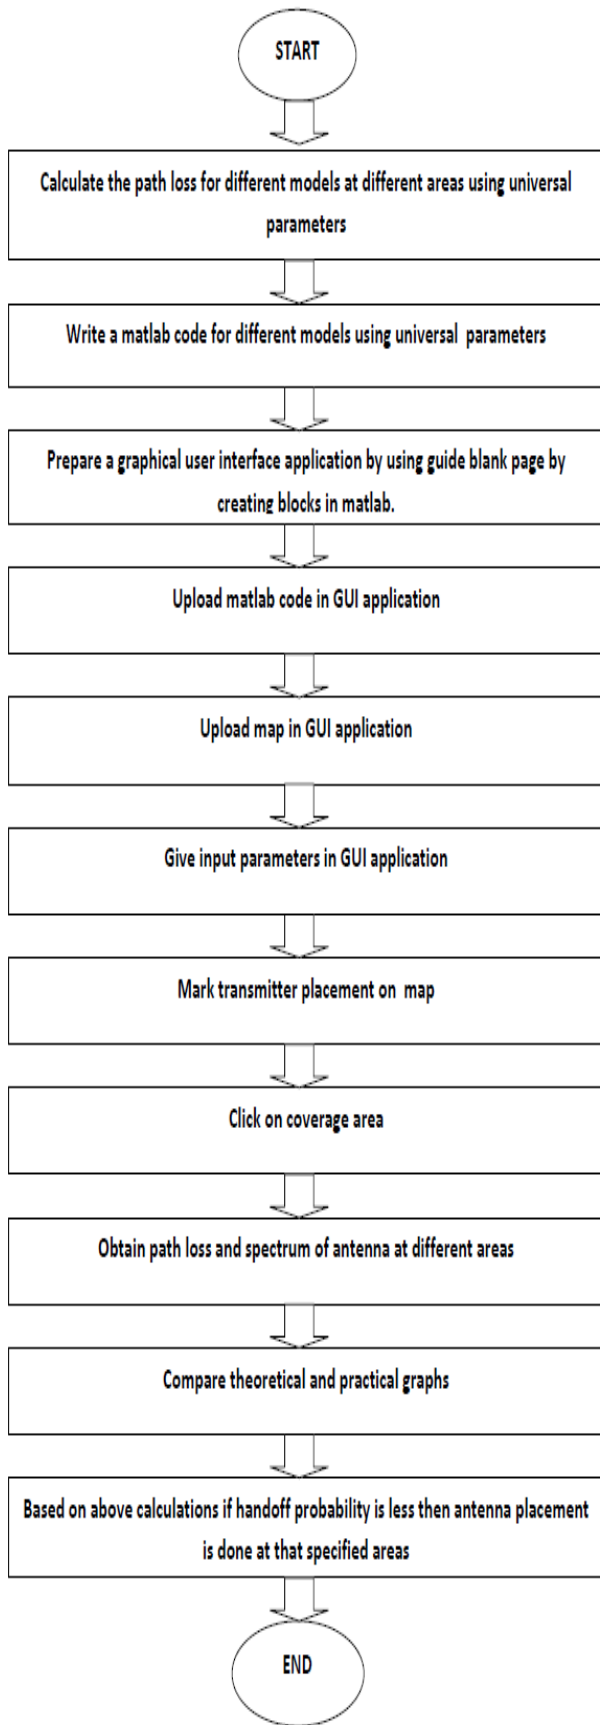 START
Calculate the path loss for different models at different areas using universal
parameters
Write a matlab code for different models using universal parameters
Prepare a graphical user interface application by using guide blank page by
creating blocks in matlab.
Upload matlab code in GUI application
Upload map in GUI application
Give input parameters in GUI application
Mark transmitter placement on map
Click on coverage area
Obtain path loss and spectrum of antenna at different areas
Compare theoretical and practical graphs
Based on above calculations if handoff probability is less then antenna placement
is done at that specified areas
END